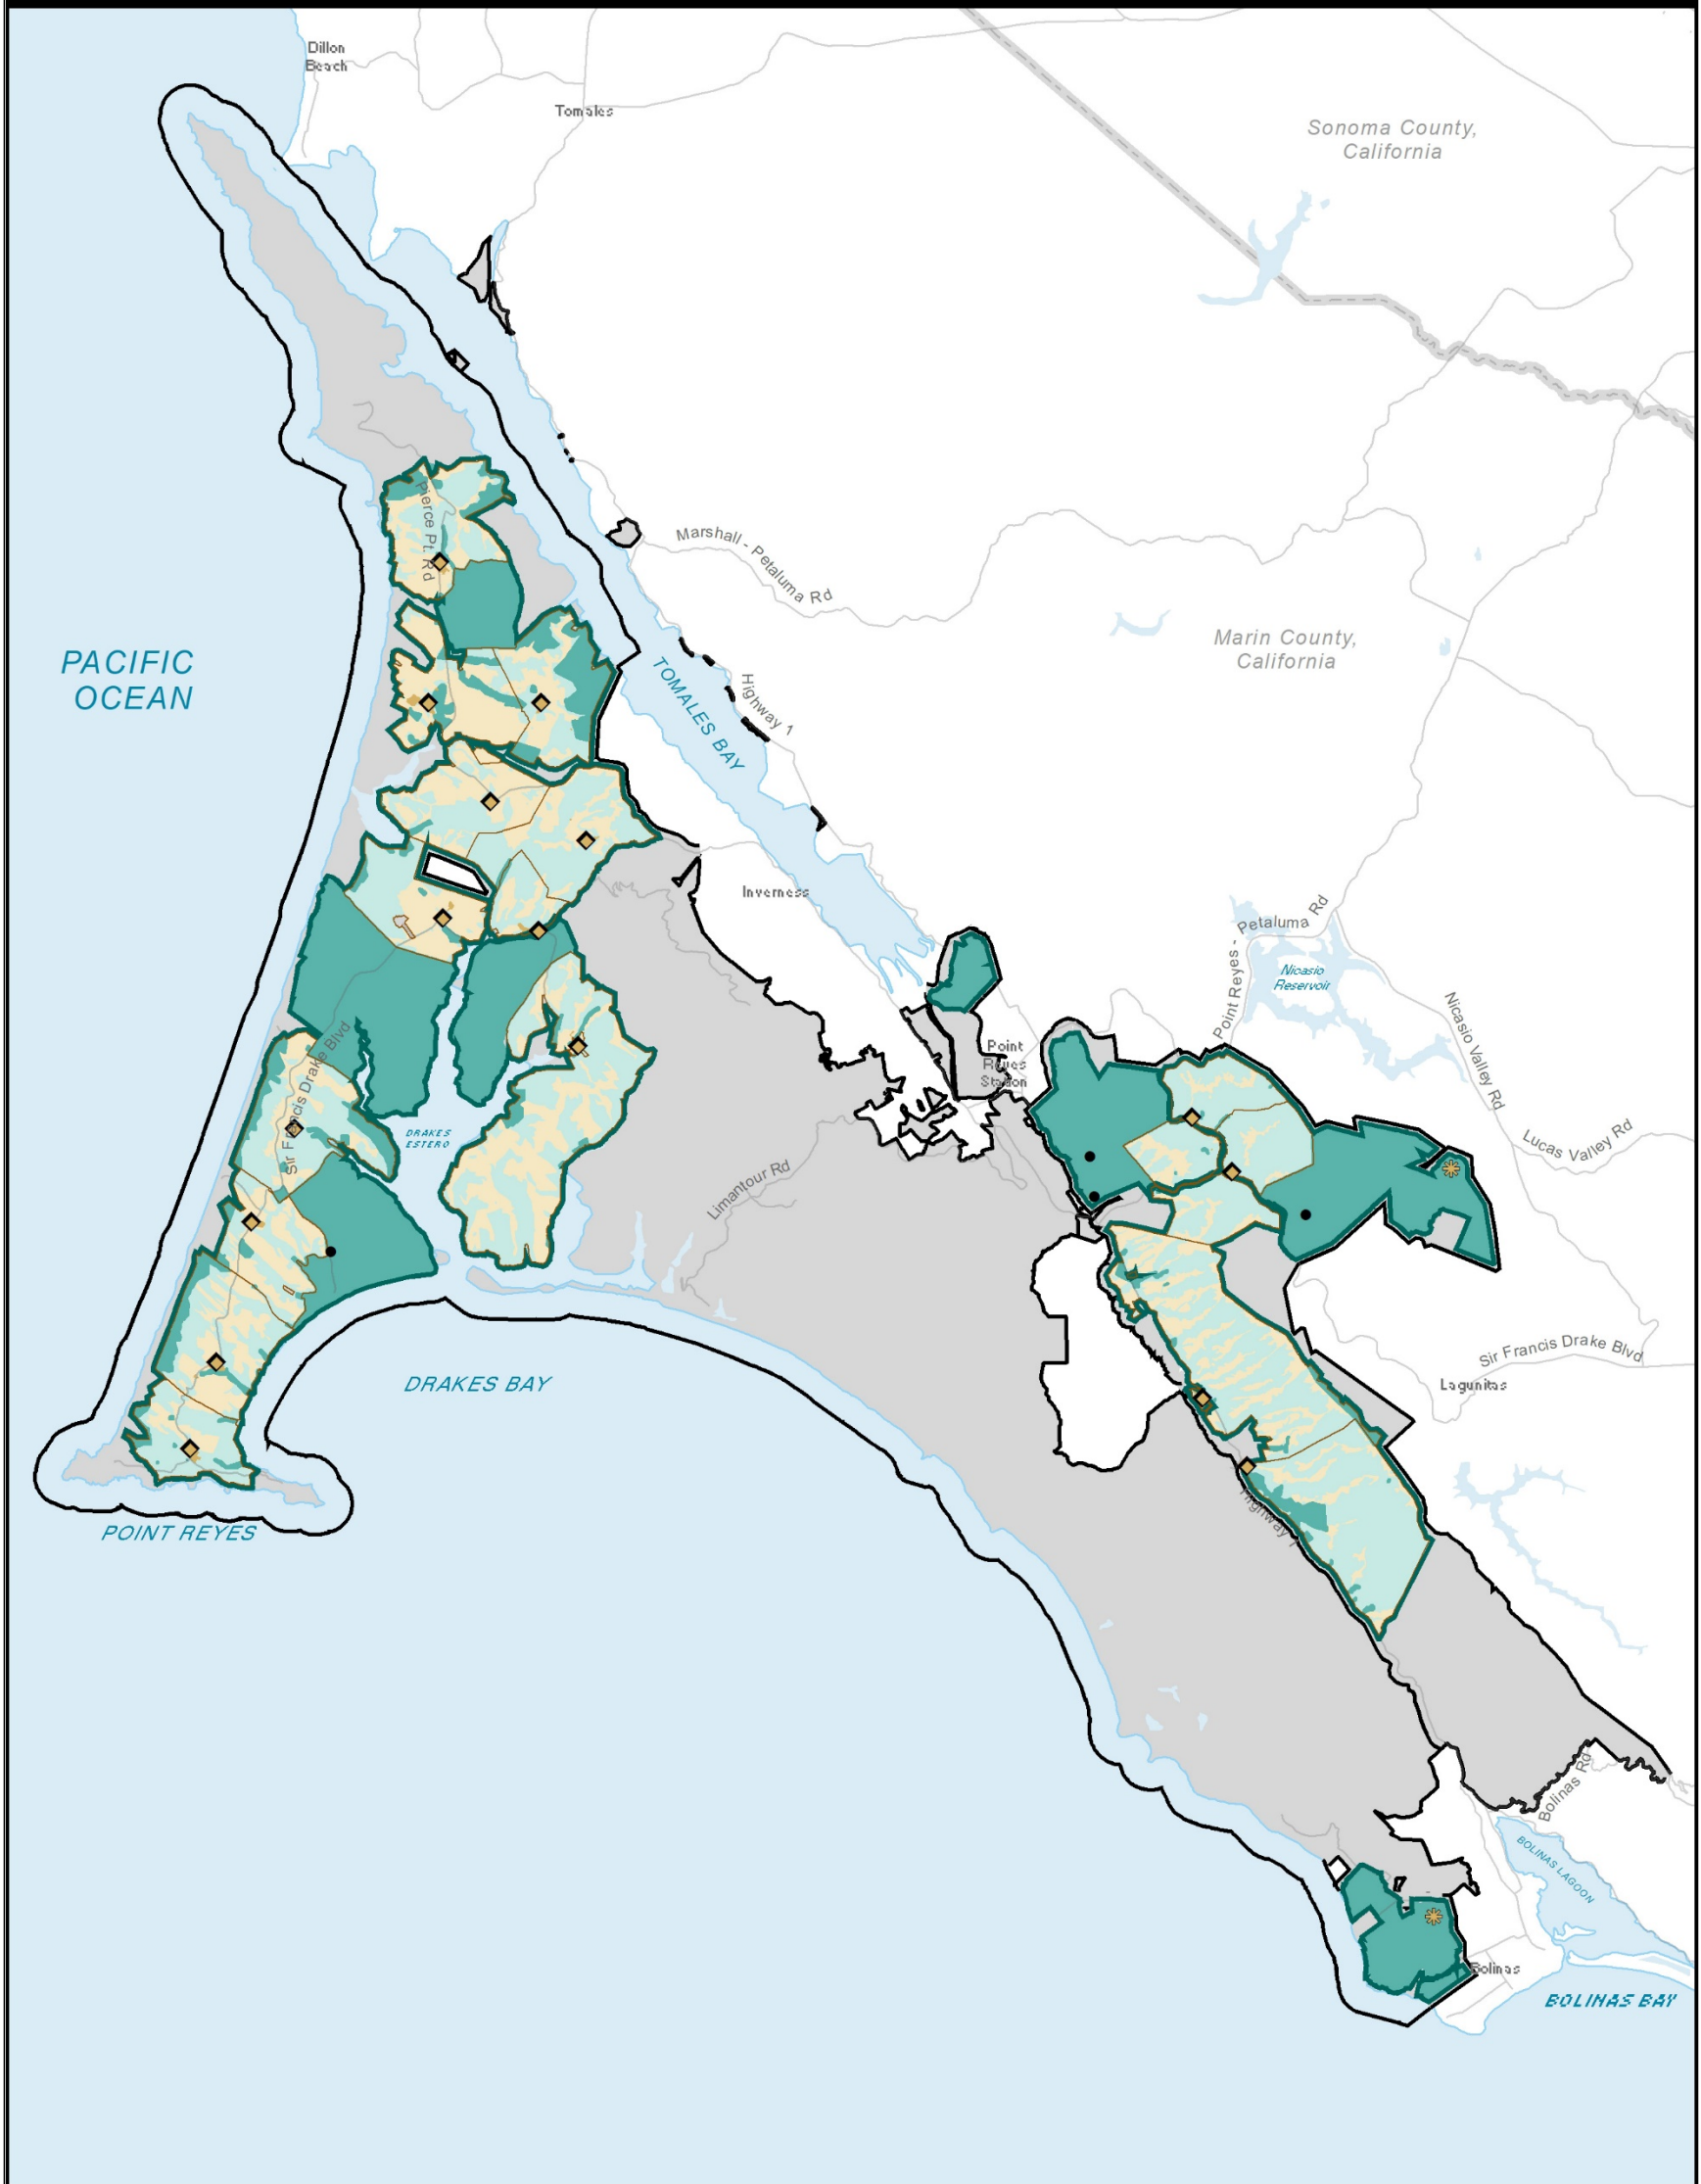 Dillon
Beach
Tomales
Sonoma County,
California
Pierce Pt. Rd
Marshall - Petaluma Rd
PACIFIC
OCEAN
TOMALES BAY
Highway 1
Marin County,
California
Inverness
Point Reyes - Petaluma Rd
Nicasio
Reservoir
Nicasio Valley Rd
Point
Reyes
Station
Sir Francis Drake Blvd
DRAKES
ESTERO
Lucas Valley Rd
Limantour Rd
Sir Francis Drake Blvd
Lagunitas
DRAKES BAY
POINT REYES
Highway 1
Bolinas Rd
BOLINAS LAGOON
Bolinas
BOLINAS BAY